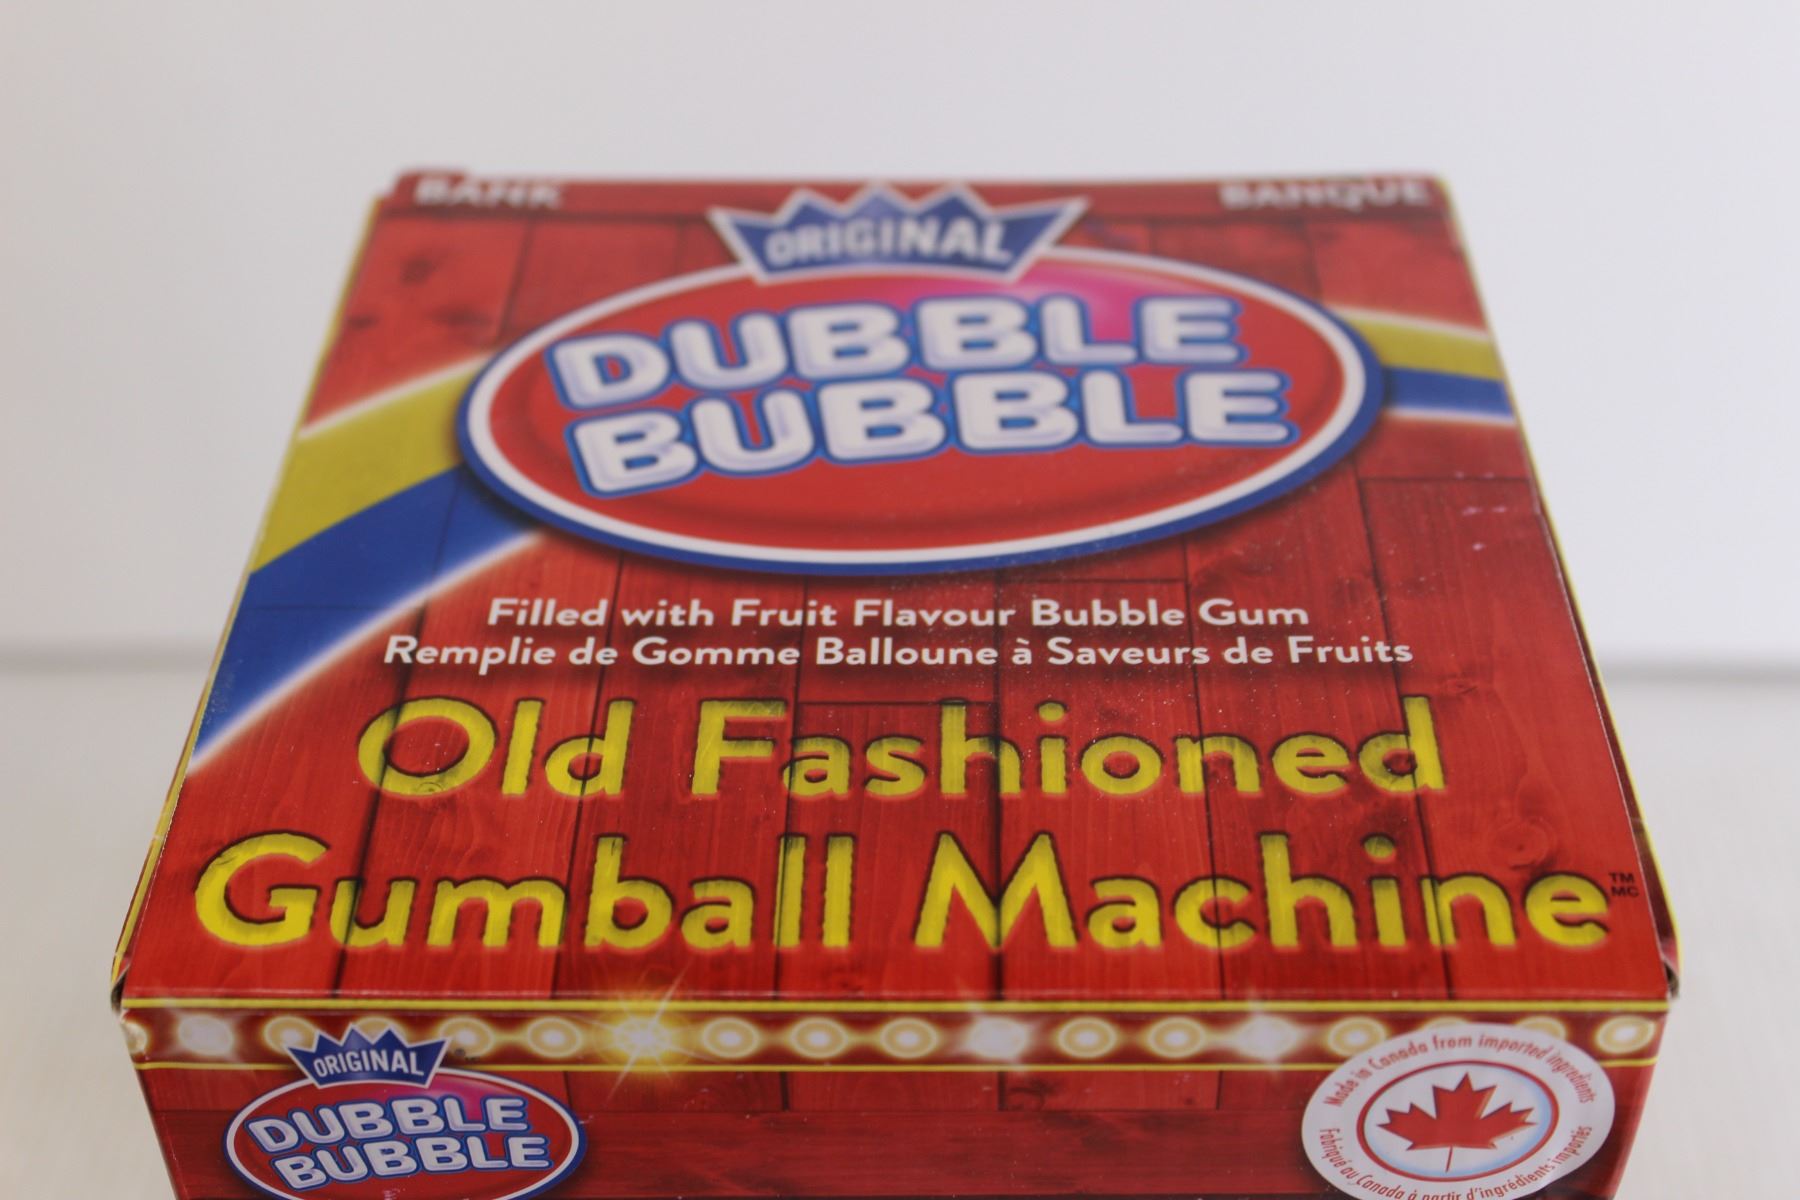 BANK
BANQUE
ORIGINAL
DUBBLE
BUBBLE
Filled with Fruit Flavour Bubble Gum
Remplie de Gomme Balloune à Saveurs de Fruits
Old Fashioned
Gumball Machine
TM
MC
ORIGINAL
DUBBLE
BUBBLE
Made in Canada from imported ingredients
Fabriqué au Canada à partir d'ingrédients importés